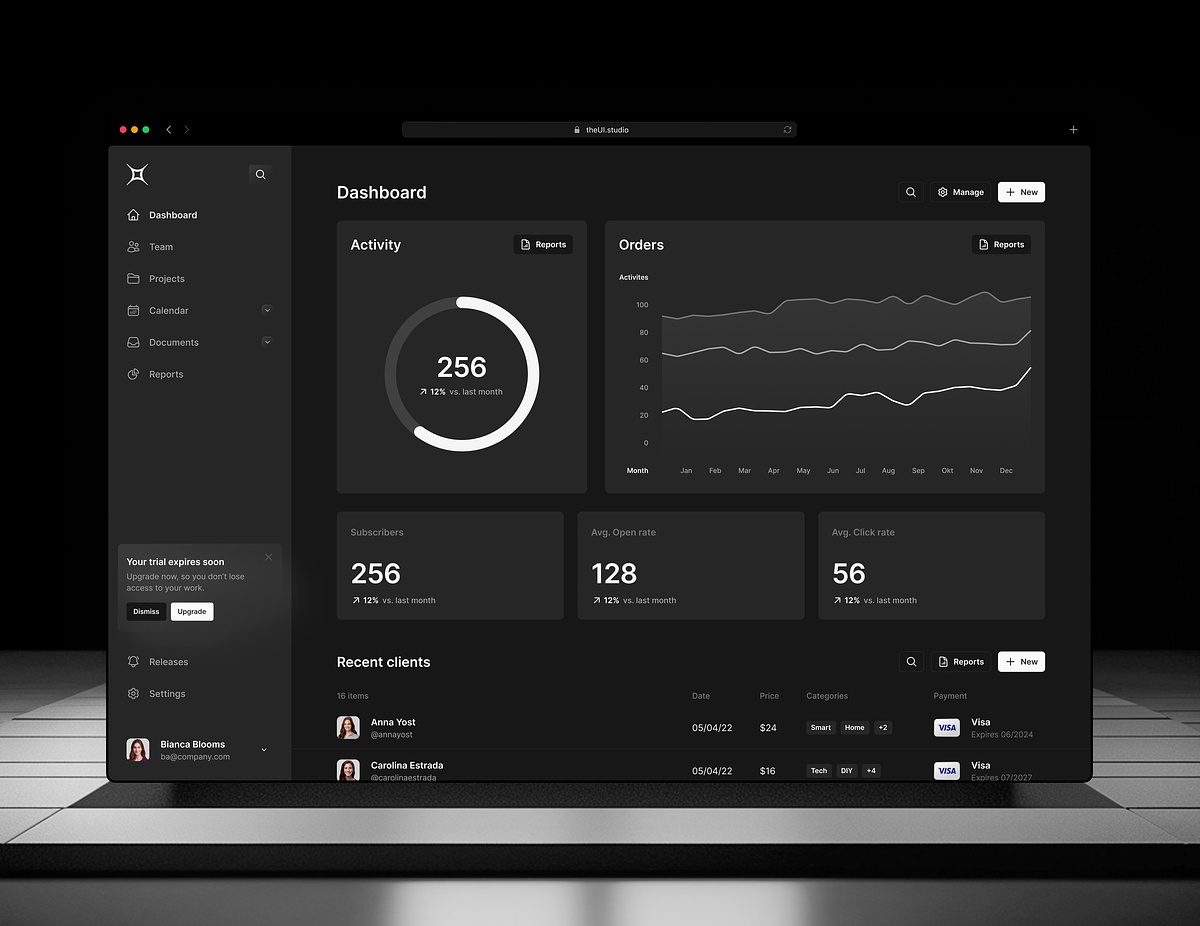 theUI.studio
Dashboard
Team
Projects
Calendar
Documents
Reports
Your trial expires soon
Upgrade now, so you don't lose
access to your work.
Dismiss
Upgrade
Releases
Settings
Bianca Blooms
ba@company.com
Dashboard
Manage
New
Activity
Reports
256
12% vs. last month
Orders
Reports
Activites
100
80
60
40
20
0
Month Jan Feb Mar Apr May Jun Jul Aug Sep Okt Nov Dec
Subscribers
256
12% vs. last month
Avg. Open rate
128
12% vs. last month
Avg. Click rate
56
12% vs. last month
Recent clients
Reports
New
16 items Date Price Categories Payment
Anna Yost
@annayost
05/04/22 $24 Smart Home +2 VISA
Visa
Expires 06/2024
Carolina Estrada
@carolinaestrada
05/04/22 $16 Tech DIY +4 VISA
Visa
Expires 07/2027